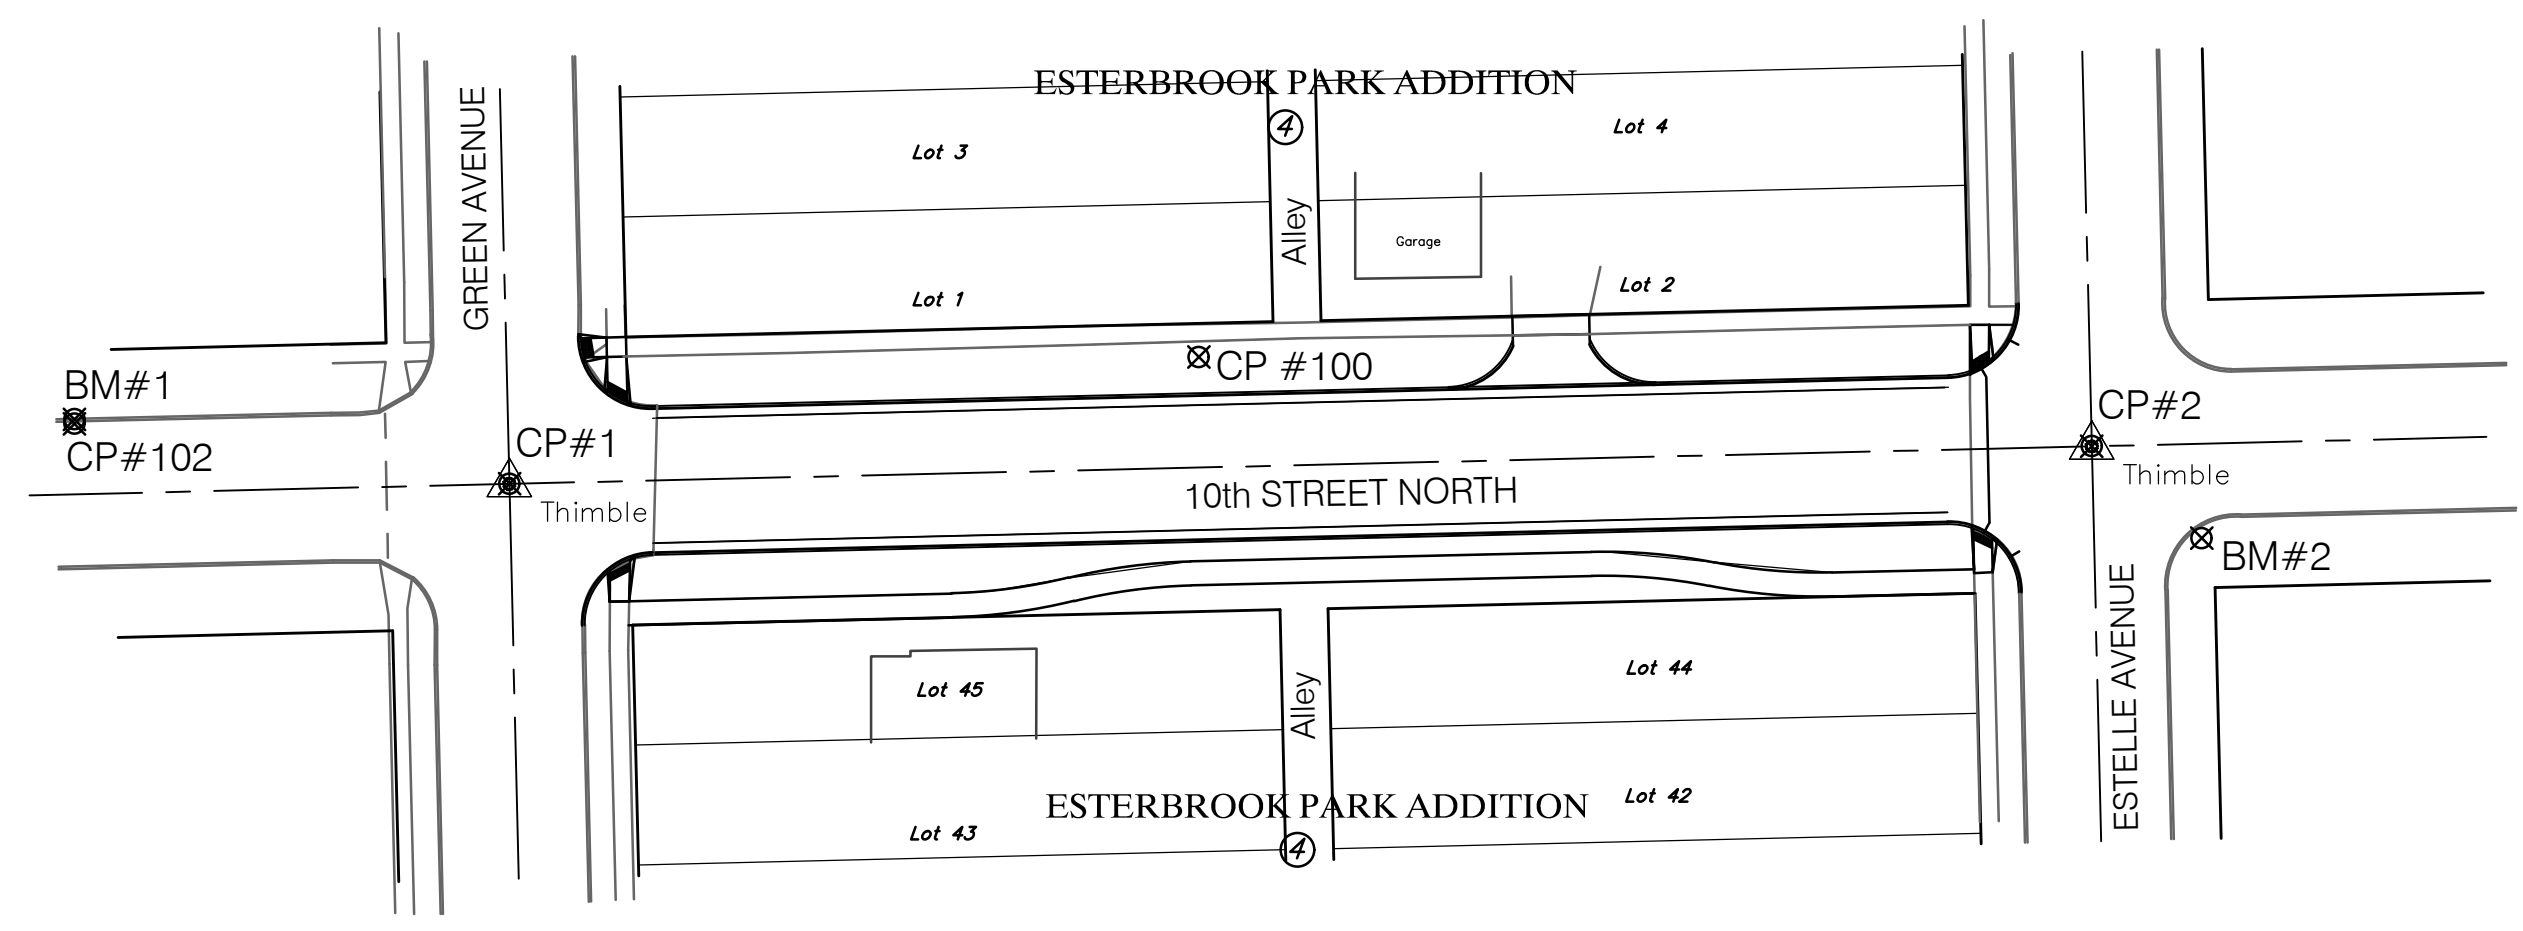 ESTERBROOK PARK ADDITION
4
Lot 4
Lot 3
GREEN AVENUE
Alley
Garage
Lot 2
Lot 1
CP #100
BM#1
CP#102
CP#1
Thimble
CP#2
Thimble
10th STREET NORTH
BM#2
ESTELLE AVENUE
Lot 44
Lot 45
Alley
Lot 42
ESTERBROOK PARK ADDITION
Lot 43
4